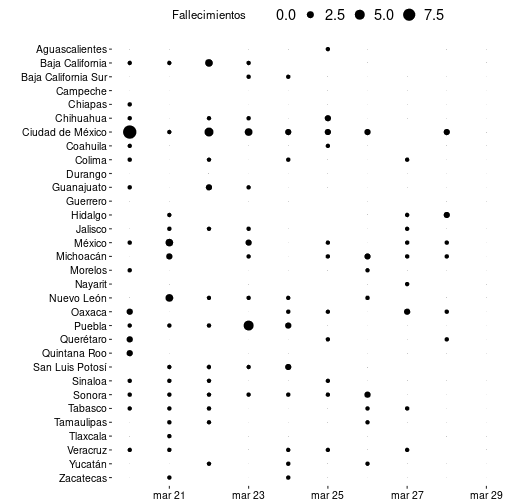 Fallecimientos 0.0 2.5 5.0 7.5
Aguascalientes
Baja California
Baja California Sur
Campeche
Chiapas
Chihuahua
Ciudad de México
Coahuila
Colima
Durango
Guanajuato
Guerrero
Hidalgo
Jalisco
México
Michoacán
Morelos
Nayarit
Nuevo León
Oaxaca
Puebla
Querétaro
Quintana Roo
San Luis Potosí
Sinaloa
Sonora
Tabasco
Tamaulipas
Tlaxcala
Veracruz
Yucatán
Zacatecas
mar 21 mar 23 mar 25 mar 27 mar 29